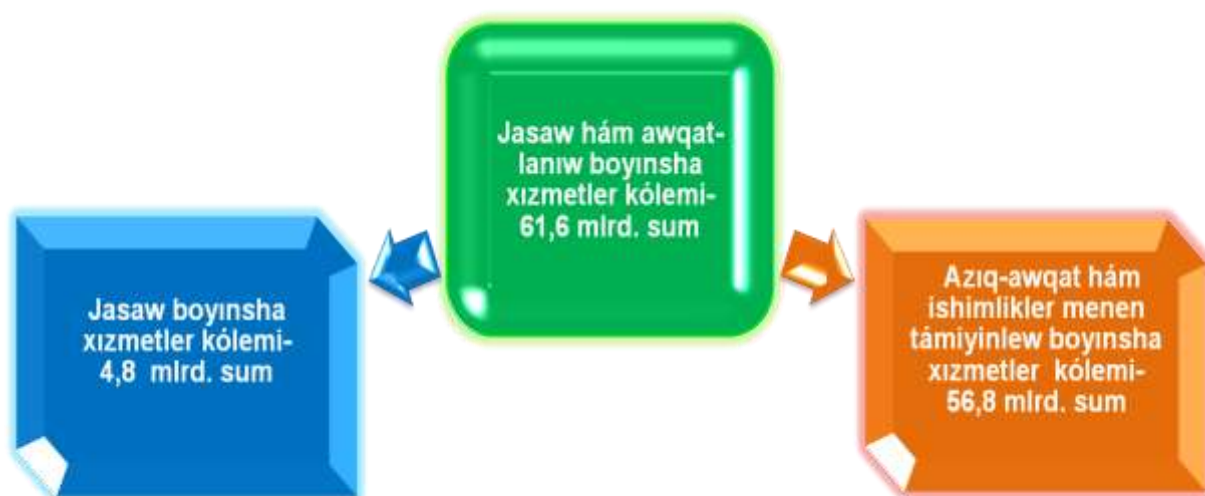 Jasaw hám awqat-
lanıw boyınsha
xızmetler kólemi-
61,6 mlrd. sum
Jasaw boyınsha
xızmetler kólemi-
4,8 mlrd. sum
Azıq-awqat hám
ishimlikler menen
támiyinlew boyınsha
xızmetler kólemi-
56,8 mlrd. sum